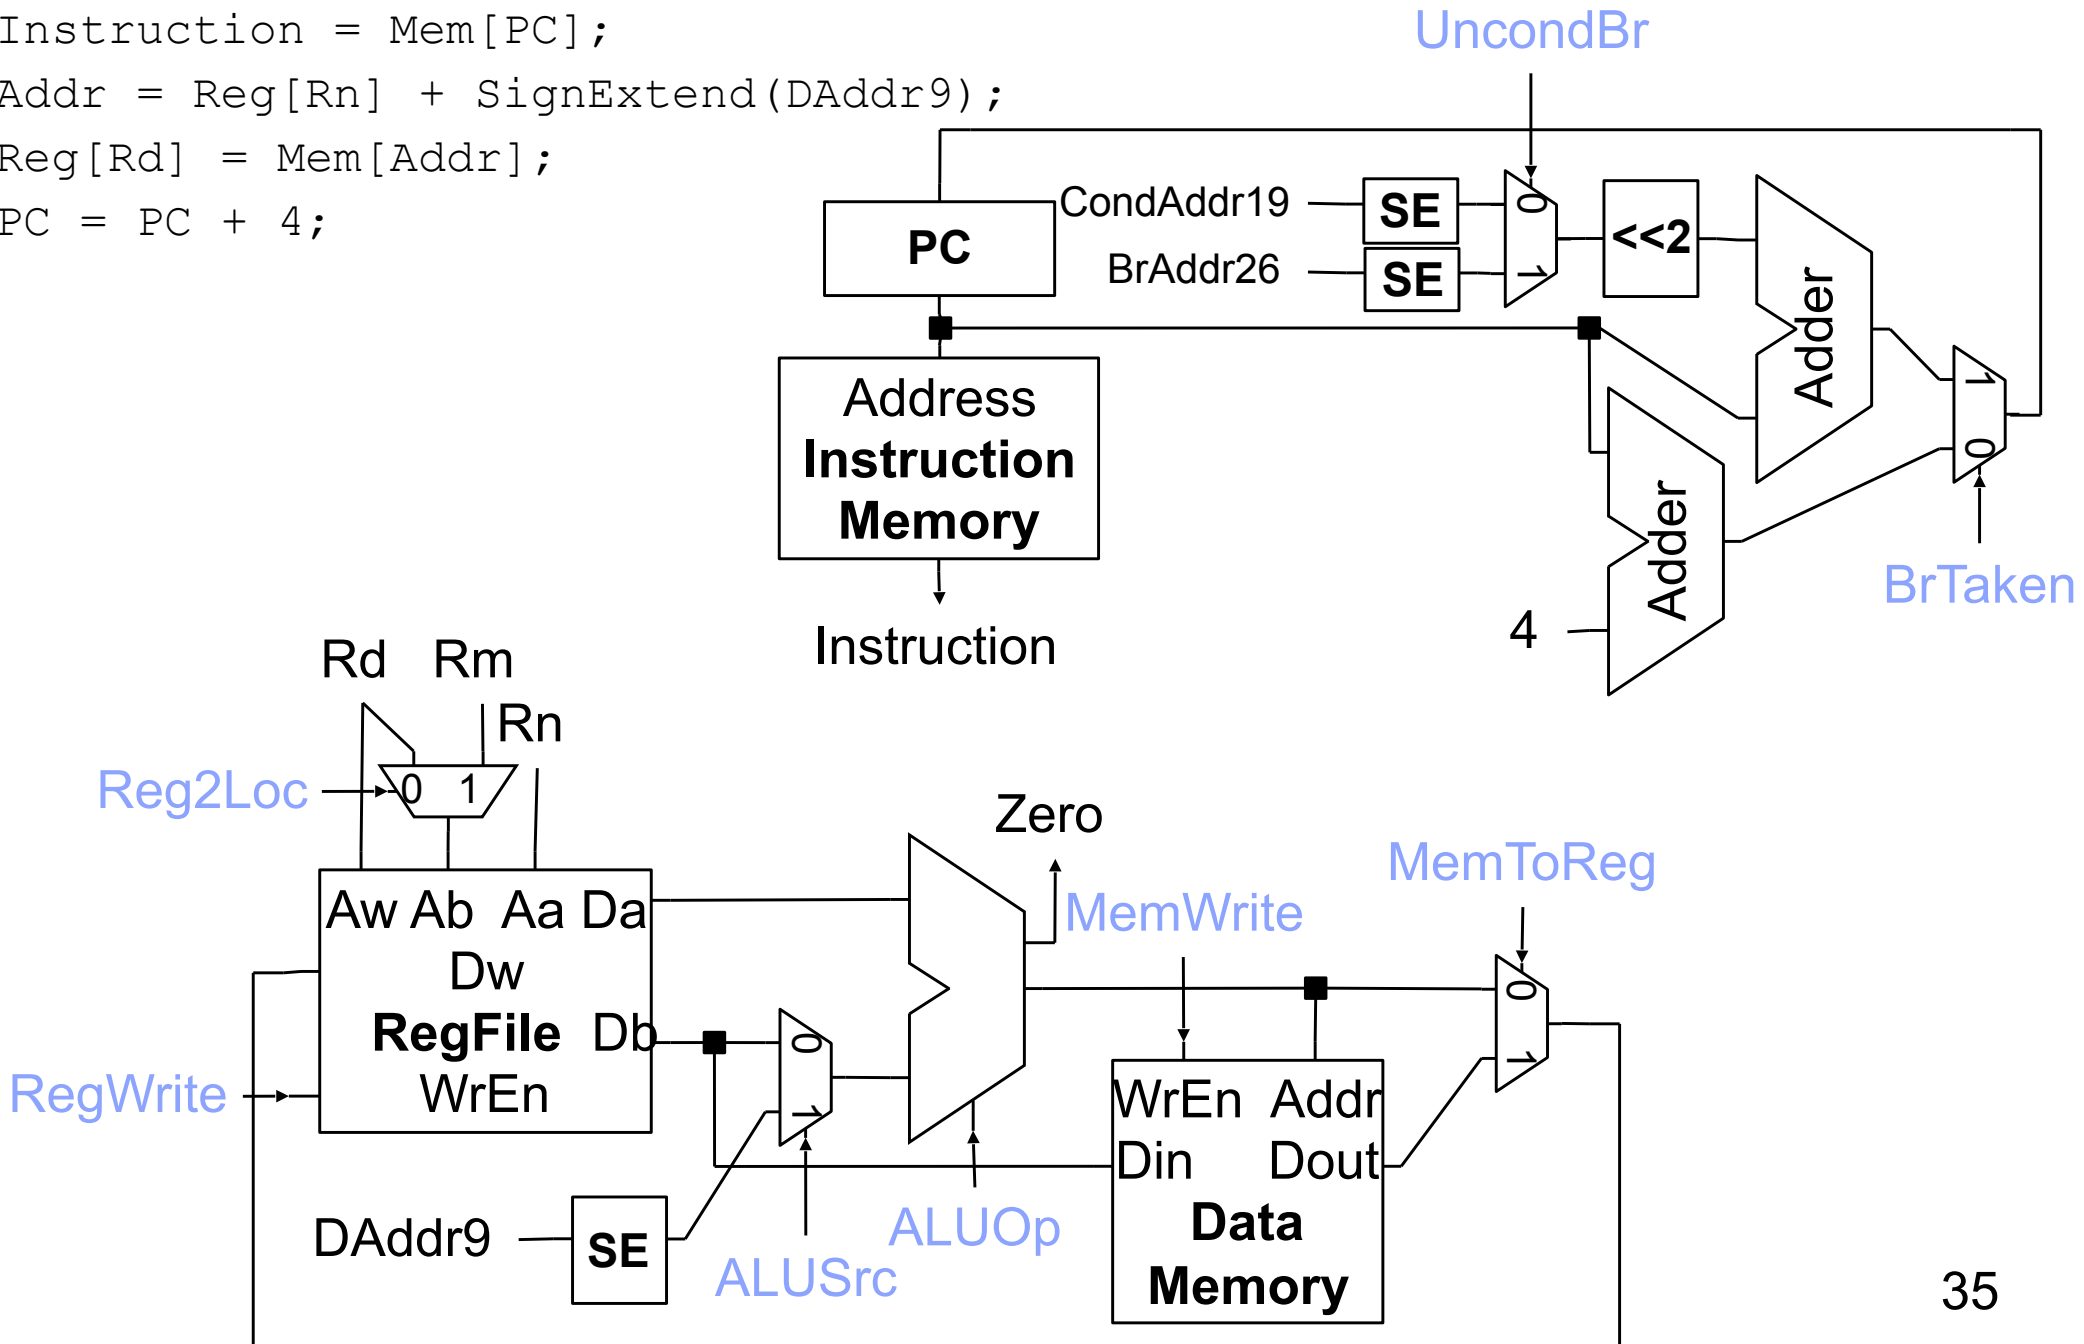 Instruction = Mem[PC];
Addr = Reg[Rn] + SignExtend(DAddr9);
Reg[Rd] = Mem[Addr];
PC = PC + 4;
UncondBr
CondAddr19
SE
0
<<2
PC
BrAddr26
SE
1
Adder
1
0
Address
Instruction
Memory
Adder
BrTaken
4
Instruction
Rd Rm
Rn
Reg2Loc
0 1
Zero
MemToReg
MemWrite
Aw Ab Aa Da
Dw
RegFile Db
WrEn
RegWrite
0
1
0
1
WrEn Addr
Din Dout
Data
Memory
DAddr9
SE
ALUSrc
ALUOp
35